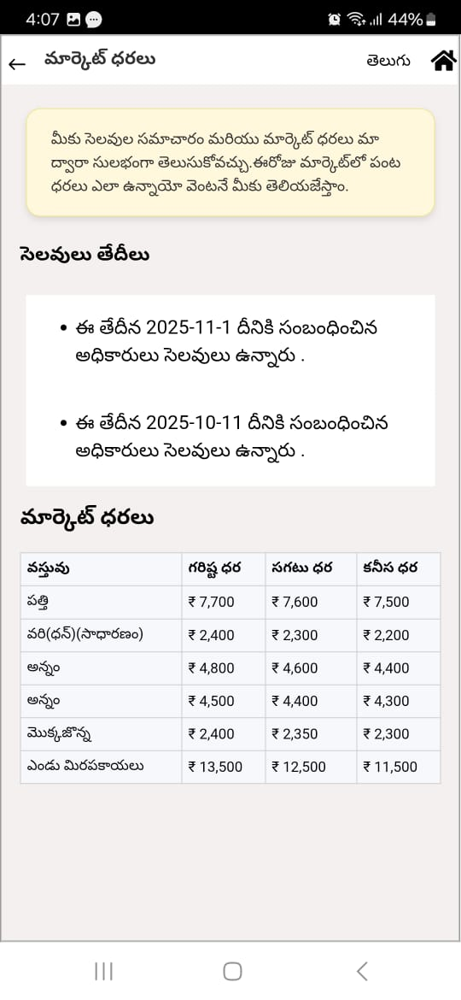 4:07 44%
మార్కెట్ ధరలు తెలుగు
మీకు సెలవుల సమాచారం మరియు మార్కెట్ ధరలు మా
ద్వారా సులభంగా తెలుసుకోవచ్చు.ఈరోజు మార్కెట్‌లో పంట
ధరలు ఎలా ఉన్నాయో వెంటనే మీకు తెలియజేస్తాం.
సెలవులు తేదీలు
• ఈ తేదీన 2025-11-1 దీనికి సంబంధించిన
అధికారులు సెలవులు ఉన్నారు .
• ఈ తేదీన 2025-10-11 దీనికి సంబంధించిన
అధికారులు సెలవులు ఉన్నారు .
మార్కెట్ ధరలు
వస్తువు గరిష్ట ధర సగటు ధర కనీస ధర
పత్తి ₹ 7,700 ₹ 7,600 ₹ 7,500
వరి(ధన్)(సాధారణం) ₹ 2,400 ₹ 2,300 ₹ 2,200
అన్నం ₹ 4,800 ₹ 4,600 ₹ 4,400
అన్నం ₹ 4,500 ₹ 4,400 ₹ 4,300
మొక్కజొన్న ₹ 2,400 ₹ 2,350 ₹ 2,300
ఎండు మిరపకాయలు ₹ 13,500 ₹ 12,500 ₹ 11,500